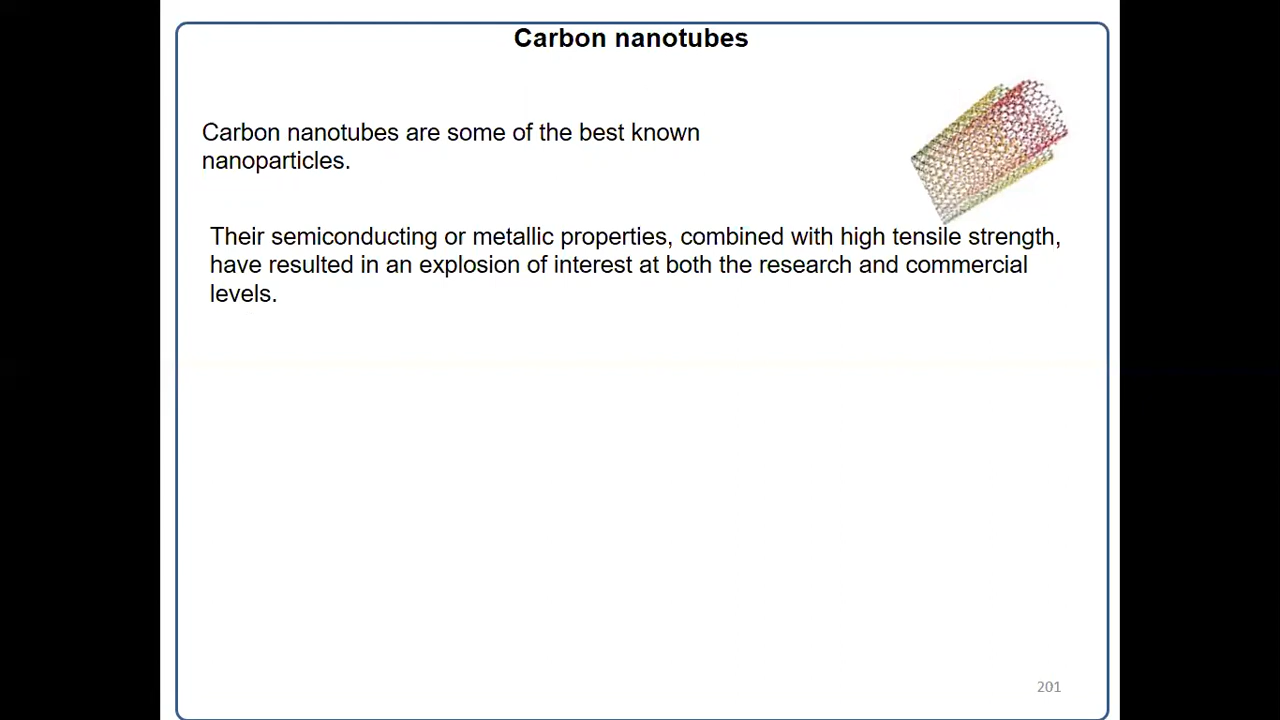 Carbon nanotubes
Carbon nanotubes are some of the best known
nanoparticles.
Their semiconducting or metallic properties, combined with high tensile strength,
have resulted in an explosion of interest at both the research and commercial
levels.
201